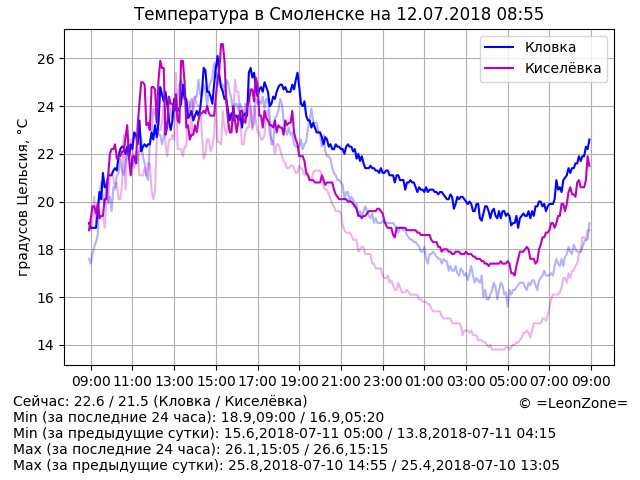 Температура в Смоленске на 12.07.2018 08:55
Кловка
Киселёвка
градусов Цельсия, °C
26
24
22
20
18
16
14
09:00 11:00 13:00 15:00 17:00 19:00 21:00 23:00 01:00 03:00 05:00 07:00 09:00
Сейчас: 22.6 / 21.5 (Кловка / Киселёвка)
© =LeonZone=
Min (за последние 24 часа): 18.9,09:00 / 16.9,05:20
Min (за предыдущие сутки): 15.6,2018-07-11 05:00 / 13.8,2018-07-11 04:15
Max (за последние 24 часа): 26.1,15:05 / 26.6,15:15
Max (за предыдущие сутки): 25.8,2018-07-10 14:55 / 25.4,2018-07-10 13:05